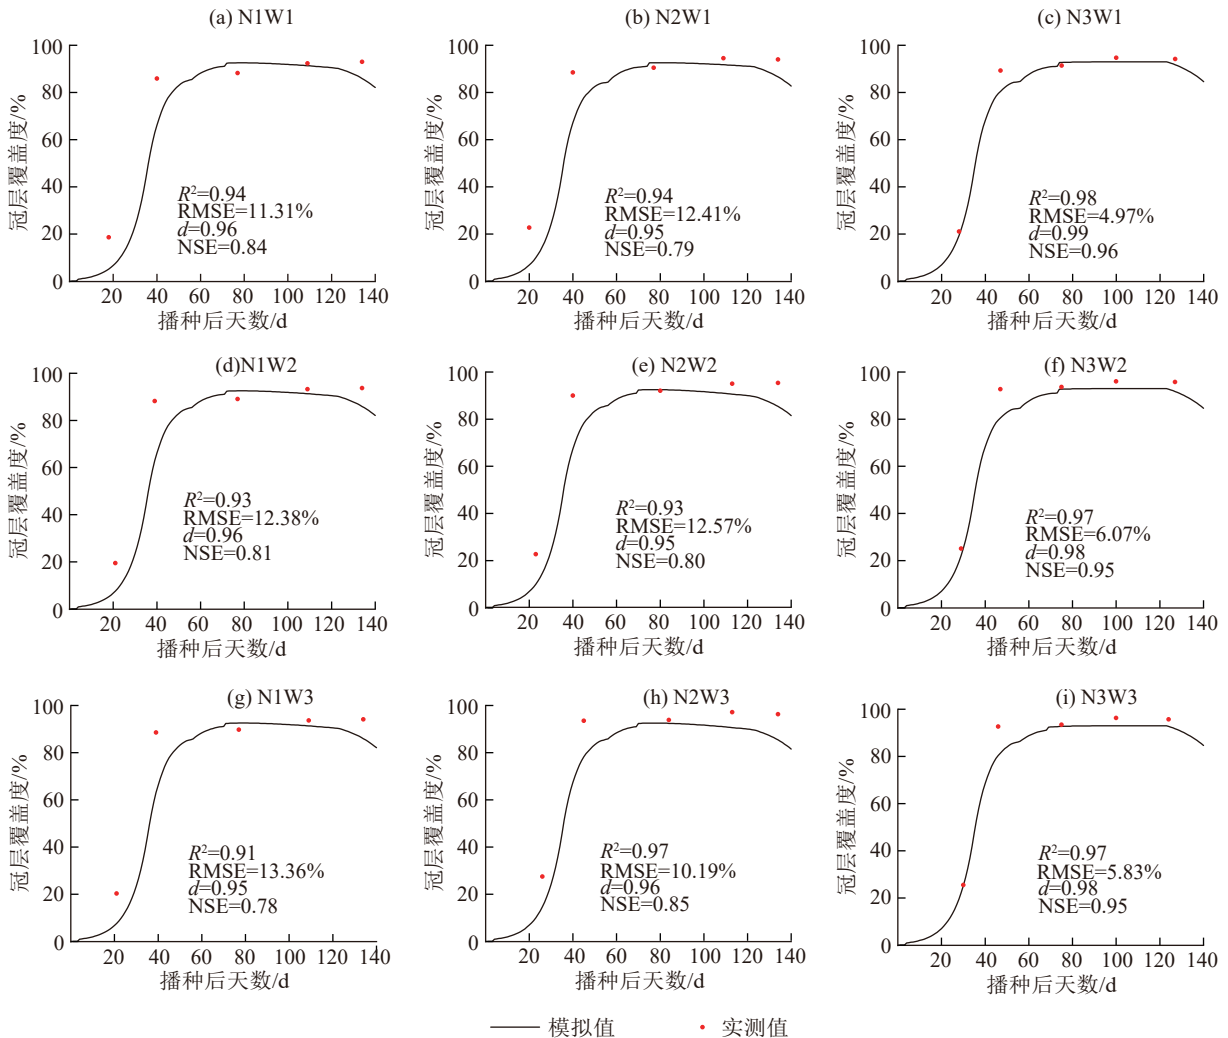 (a) N1W1
100
80
60
40
20
0
冠层覆盖度/%
R²=0.94
RMSE=11.31%
d=0.96
NSE=0.84
20 40 60 80 100 120 140
播种后天数/d
(b) N2W1
100
80
60
40
20
0
冠层覆盖度/%
R²=0.94
RMSE=12.41%
d=0.95
NSE=0.79
20 40 60 80 100 120 140
播种后天数/d
(c) N3W1
100
80
60
40
20
0
冠层覆盖度/%
R²=0.98
RMSE=4.97%
d=0.99
NSE=0.96
20 40 60 80 100 120 140
播种后天数/d
(d)N1W2
100
80
60
40
20
0
冠层覆盖度/%
R²=0.93
RMSE=12.38%
d=0.96
NSE=0.81
20 40 60 80 100 120 140
播种后天数/d
(e) N2W2
100
80
60
40
20
0
冠层覆盖度/%
R²=0.93
RMSE=12.57%
d=0.95
NSE=0.80
20 40 60 80 100 120 140
播种后天数/d
(f) N3W2
100
80
60
40
20
0
冠层覆盖度/%
R²=0.97
RMSE=6.07%
d=0.98
NSE=0.95
20 40 60 80 100 120 140
播种后天数/d
(g) N1W3
100
80
60
40
20
0
冠层覆盖度/%
R²=0.91
RMSE=13.36%
d=0.95
NSE=0.78
20 40 60 80 100 120 140
播种后天数/d
(h) N2W3
100
80
60
40
20
0
冠层覆盖度/%
R²=0.97
RMSE=10.19%
d=0.96
NSE=0.85
20 40 60 80 100 120 140
播种后天数/d
(i) N3W3
100
80
60
40
20
0
冠层覆盖度/%
R²=0.97
RMSE=5.83%
d=0.98
NSE=0.95
20 40 60 80 100 120 140
播种后天数/d
模拟值 实测值